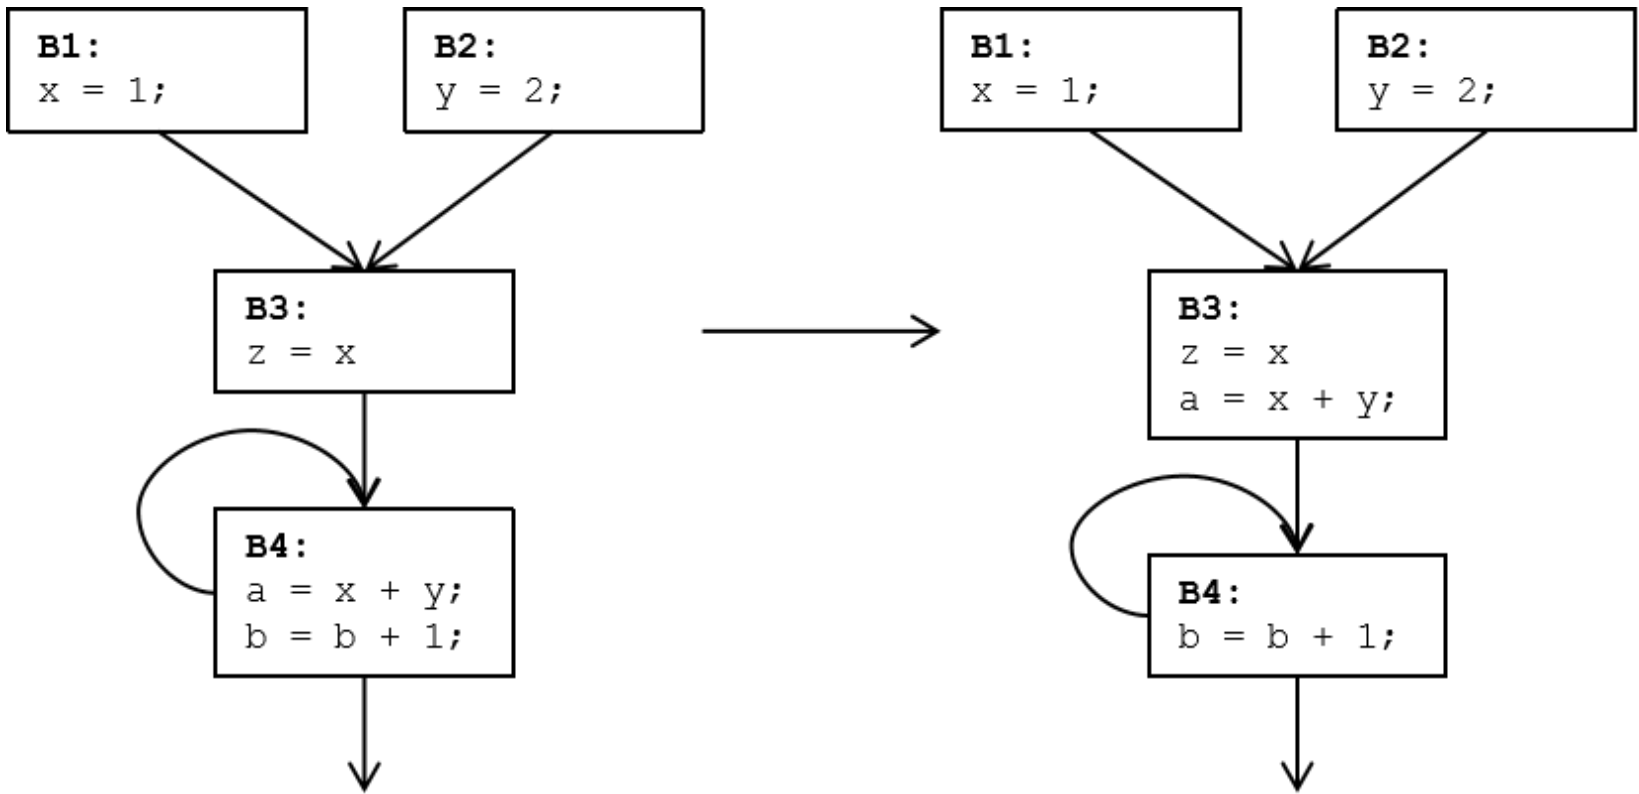 B1:
x = 1;
B2:
y = 2;
B3:
z = x
B4:
a = x + y;
b = b + 1;
B1:
x = 1;
B2:
y = 2;
B3:
z = x
a = x + y;
B4:
b = b + 1;